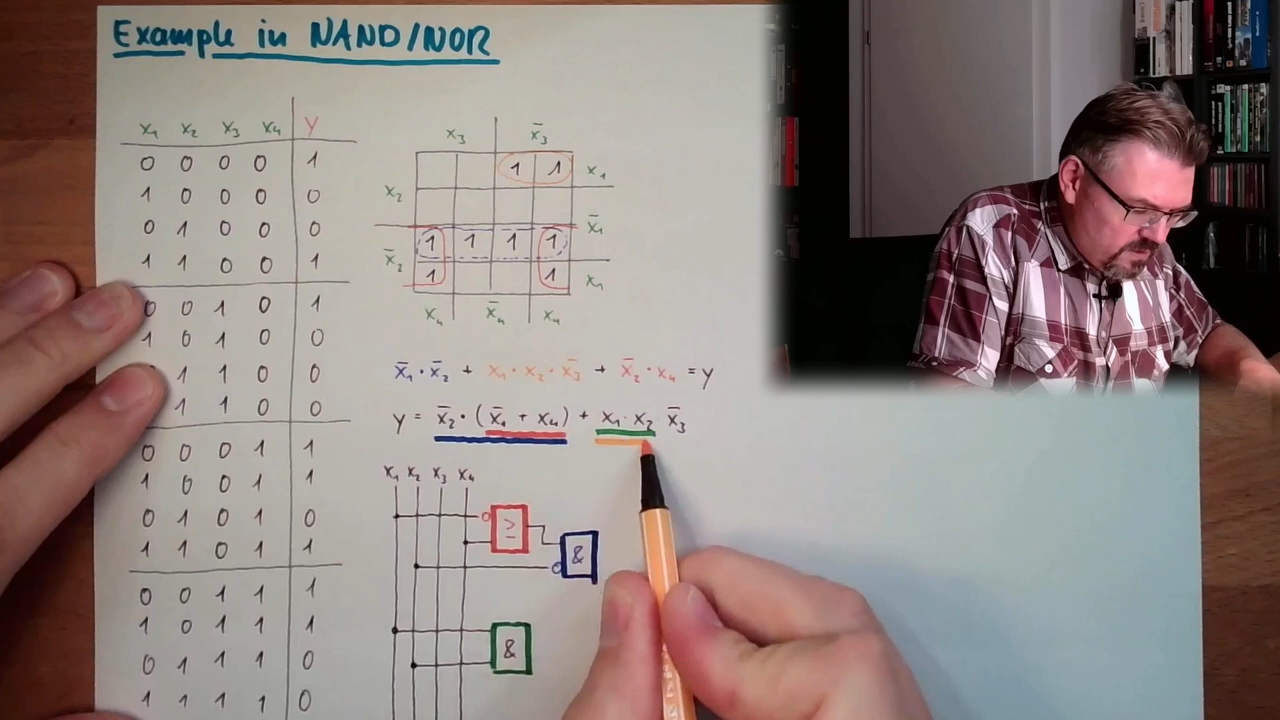 Example in NAND/NOR
x₁ x₂ x₃ x₄ y
0 0 0 0 1
1 0 0 0 0
0 1 0 0 0
1 1 0 0 1
0 0 1 0 1
1 0 1 0 0
1 1 0 0
1 1 0 0
0 0 0 1 1
1 0 0 1 1
0 1 0 1 0
1 1 0 1 1
0 0 1 1 1
1 0 1 1 1
0 1 1 1 0
1 1 1 1 0
x₃ x̄₃
1 1 x₁
x₂
x̄₁
1 1 1 1
x̄₂
1 1 x₁
x₄ x̄₄ x₄
x̄₁·x̄₂ + x₁·x₂·x̄₃ + x̄₂·x₄ = y
y = x̄₂·(x̄₁ + x₄) + x₁·x₂ x̄₃
x₁ x₂ x₃ x₄
≥
&
&